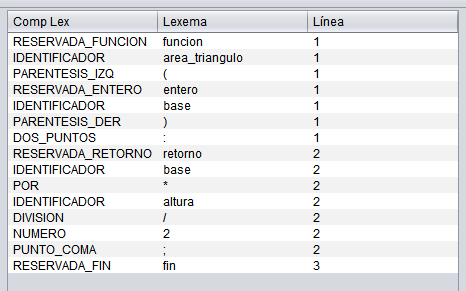 Comp Lex Lexema Línea
RESERVADA_FUNCION funcion 1
IDENTIFICADOR area_triangulo 1
PARENTESIS_IZQ ( 1
RESERVADA_ENTERO entero 1
IDENTIFICADOR base 1
PARENTESIS_DER ) 1
DOS_PUNTOS : 1
RESERVADA_RETORNO retorno 2
IDENTIFICADOR base 2
POR * 2
IDENTIFICADOR altura 2
DIVISION / 2
NUMERO 2 2
PUNTO_COMA ; 2
RESERVADA_FIN fin 3